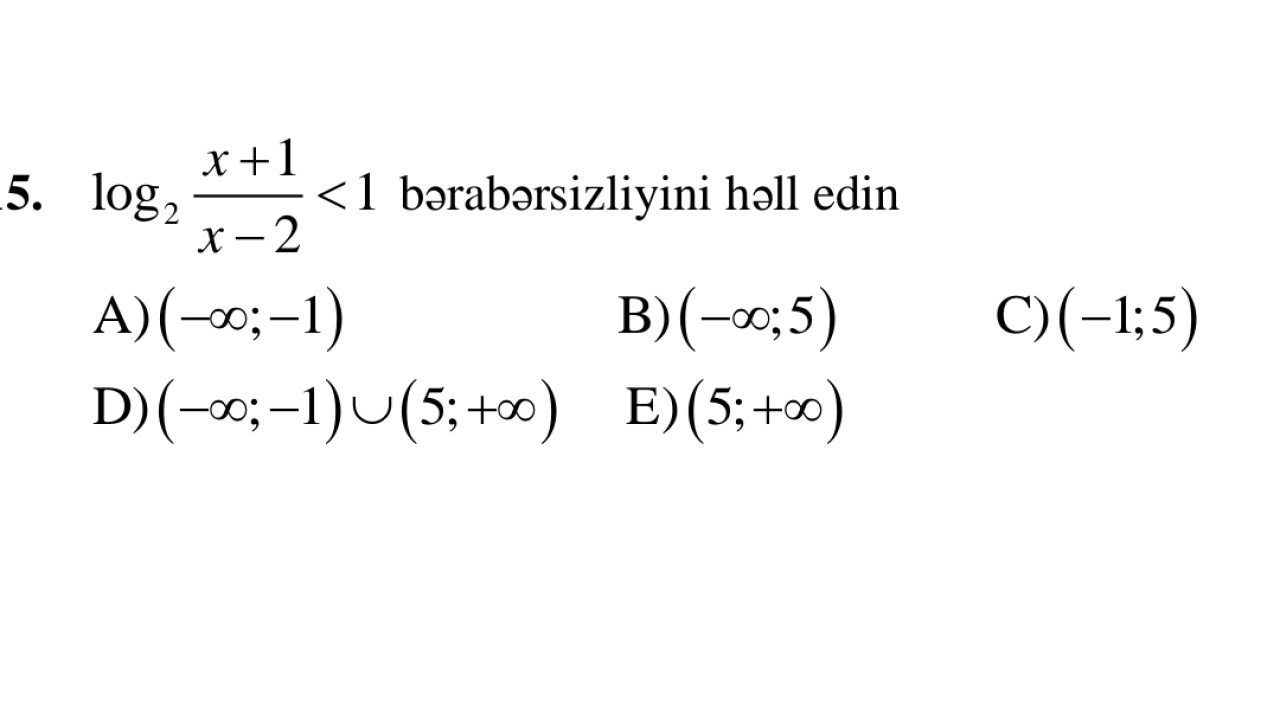 5. log₂ (x+1)/(x−2) < 1 bərabərsizliyini həll edin
A)(−∞;−1) B)(−∞;5) C)(−1;5)
D)(−∞;−1)∪(5;+∞) E)(5;+∞)